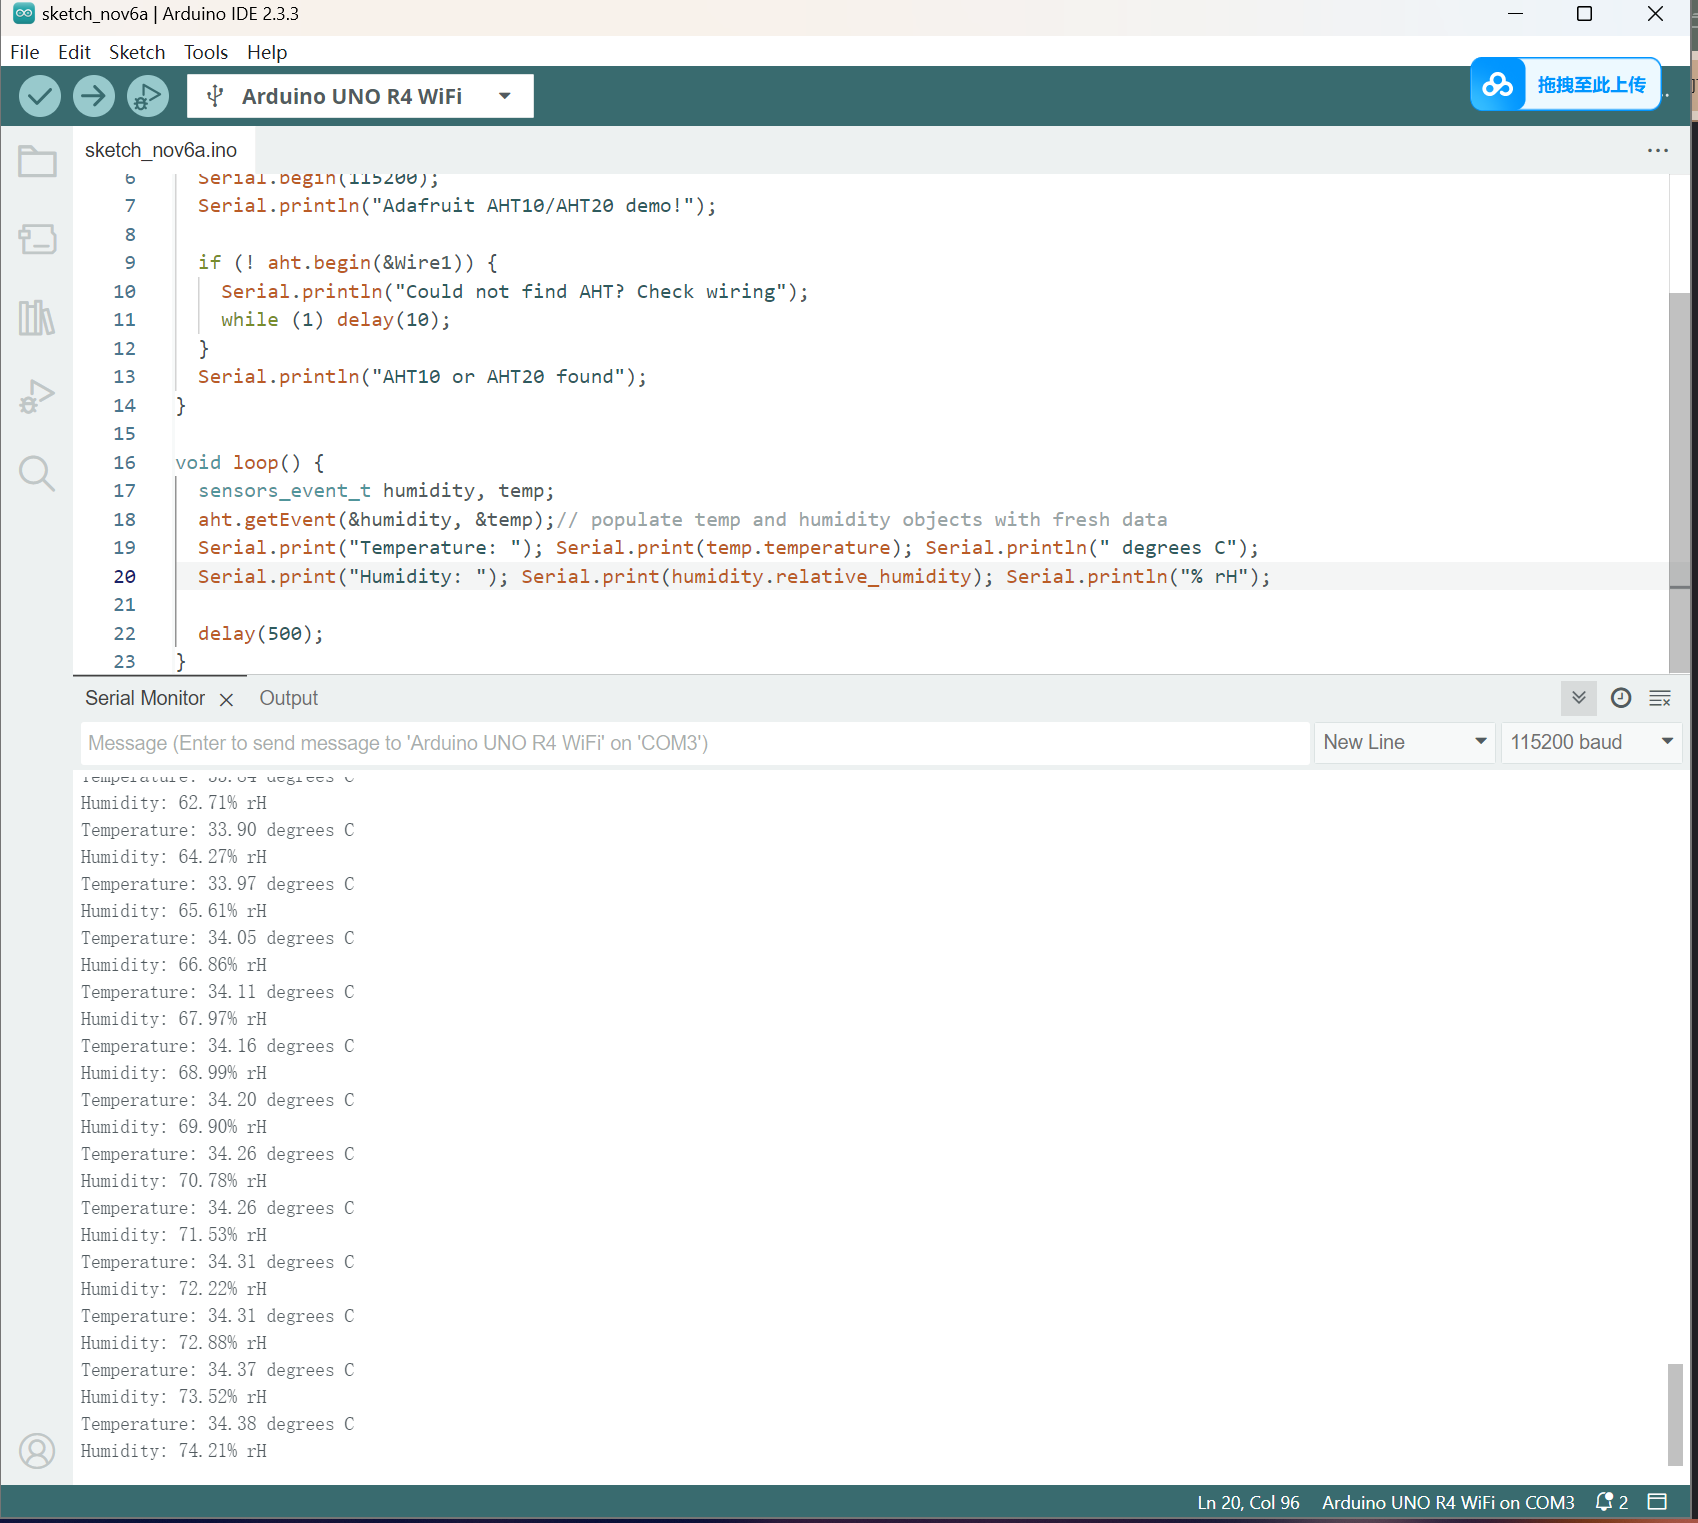 sketch_nov6a | Arduino IDE 2.3.3
File Edit Sketch Tools Help
Arduino UNO R4 WiFi
拖拽至此上传
sketch_nov6a.ino
6 Serial.begin(115200);
7 Serial.println("Adafruit AHT10/AHT20 demo!");
8
9 if (! aht.begin(&Wire1)) {
10 Serial.println("Could not find AHT? Check wiring");
11 while (1) delay(10);
12 }
13 Serial.println("AHT10 or AHT20 found");
14 }
15
16 void loop() {
17 sensors_event_t humidity, temp;
18 aht.getEvent(&humidity, &temp);// populate temp and humidity objects with fresh data
19 Serial.print("Temperature: "); Serial.print(temp.temperature); Serial.println(" degrees C");
20 Serial.print("Humidity: "); Serial.print(humidity.relative_humidity); Serial.println("% rH");
21
22 delay(500);
23 }
Serial Monitor Output
Message (Enter to send message to 'Arduino UNO R4 WiFi' on 'COM3')
New Line
115200 baud
Temperature: 33.84 degrees C
Humidity: 62.71% rH
Temperature: 33.90 degrees C
Humidity: 64.27% rH
Temperature: 33.97 degrees C
Humidity: 65.61% rH
Temperature: 34.05 degrees C
Humidity: 66.86% rH
Temperature: 34.11 degrees C
Humidity: 67.97% rH
Temperature: 34.16 degrees C
Humidity: 68.99% rH
Temperature: 34.20 degrees C
Humidity: 69.90% rH
Temperature: 34.26 degrees C
Humidity: 70.78% rH
Temperature: 34.26 degrees C
Humidity: 71.53% rH
Temperature: 34.31 degrees C
Humidity: 72.22% rH
Temperature: 34.31 degrees C
Humidity: 72.88% rH
Temperature: 34.37 degrees C
Humidity: 73.52% rH
Temperature: 34.38 degrees C
Humidity: 74.21% rH
Ln 20, Col 96 Arduino UNO R4 WiFi on COM3 2